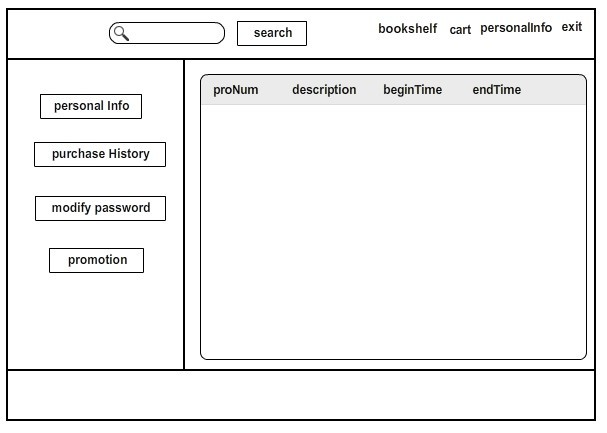 search
bookshelf cart personalInfo exit
personal Info
purchase History
modify password
promotion
proNum description beginTime endTime